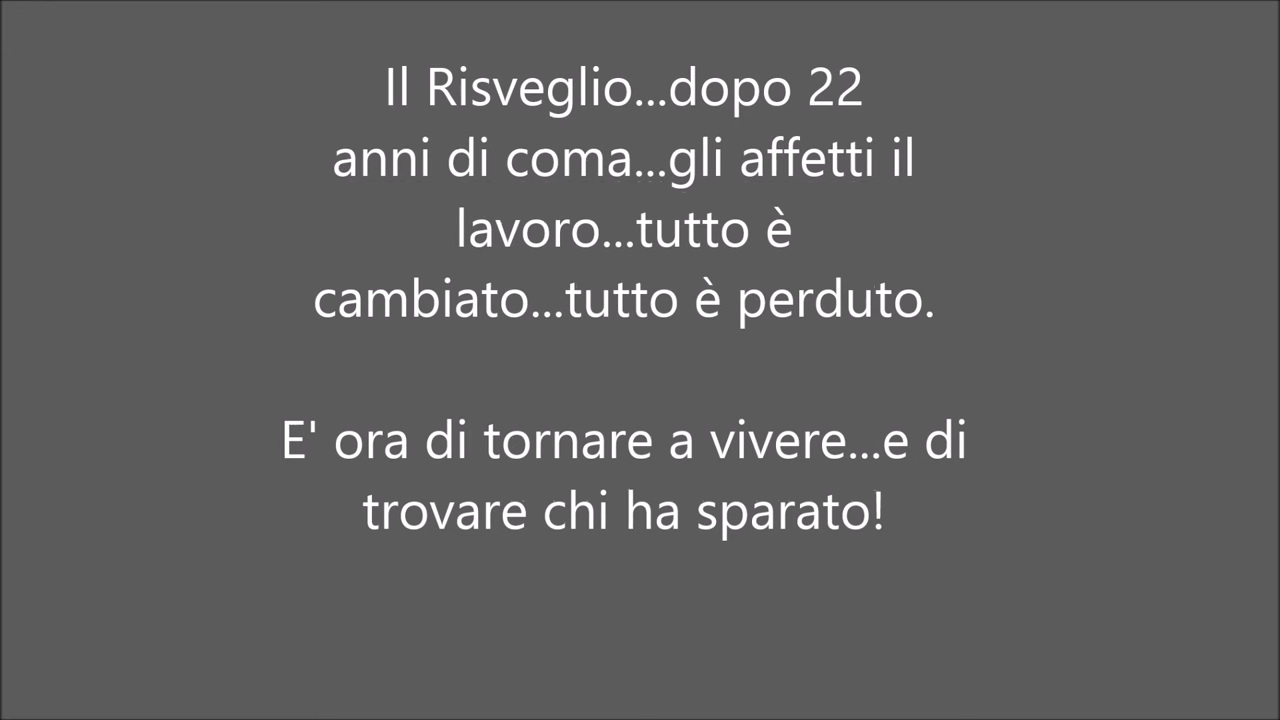 Il Risveglio...dopo 22
anni di coma...gli affetti il
lavoro...tutto è
cambiato...tutto è perduto.
E' ora di tornare a vivere...e di
trovare chi ha sparato!